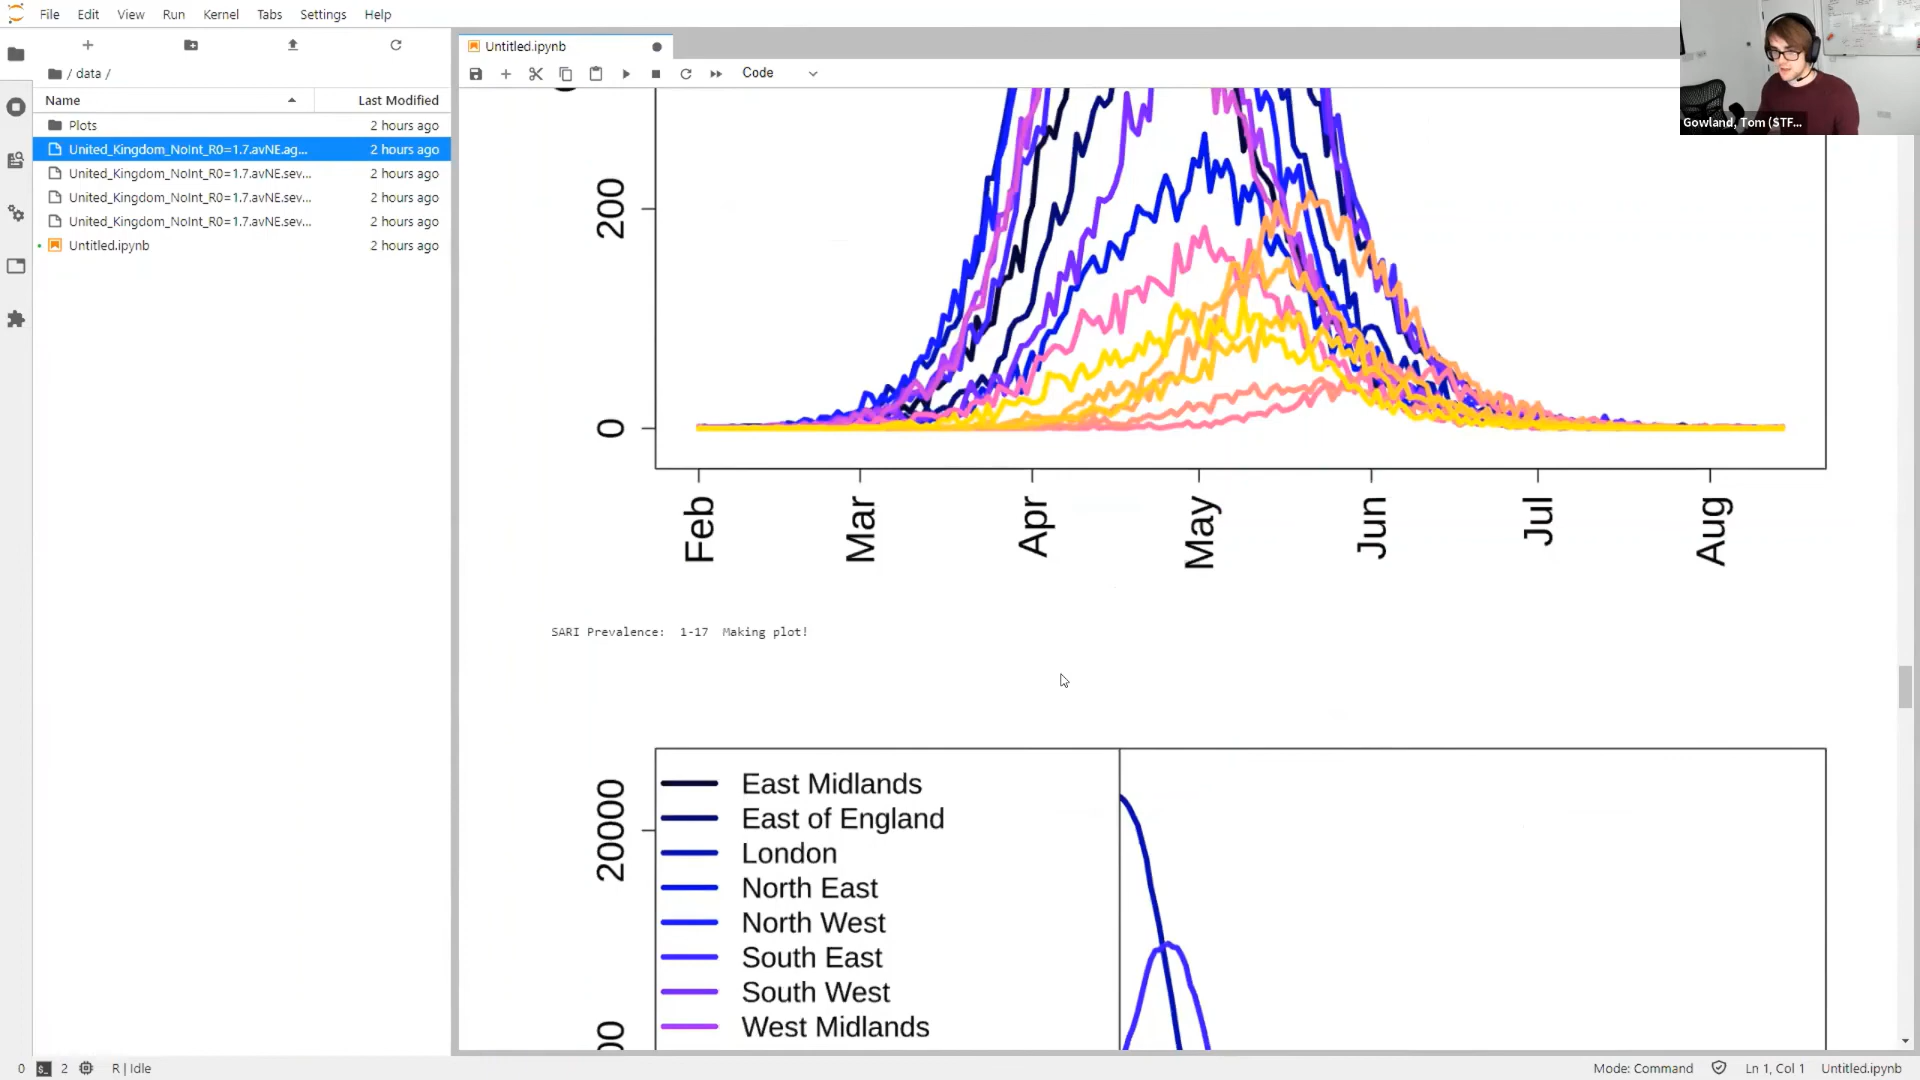 File Edit View Run Kernel Tabs Settings Help
Untitled.ipynb
/ data /
Code
Name Last Modified
Plots 2 hours ago
United_Kingdom_NoInt_R0=1.7.avNE.ag... 2 hours ago
United_Kingdom_NoInt_R0=1.7.avNE.sev... 2 hours ago
United_Kingdom_NoInt_R0=1.7.avNE.sev... 2 hours ago
United_Kingdom_NoInt_R0=1.7.avNE.sev... 2 hours ago
Untitled.ipynb 2 hours ago
Gowland, Tom (STF...
200
0
Feb Mar Apr May Jun Jul Aug
SARI Prevalence: 1-17 Making plot!
20000
East Midlands
East of England
London
North East
North West
South East
South West
West Midlands
0 2 R | Idle Mode: Command Ln 1, Col 1 Untitled.ipynb